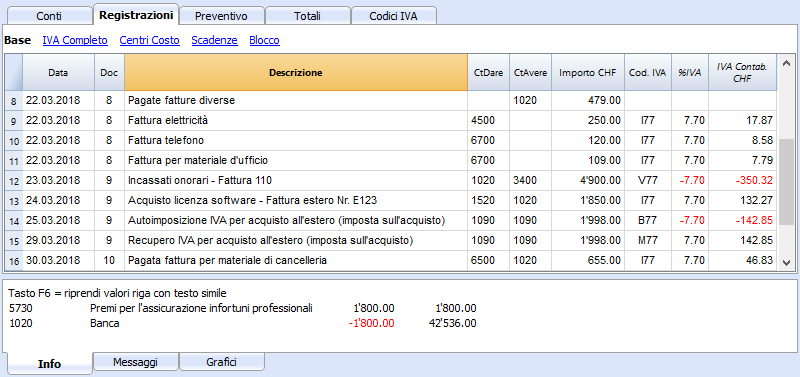 Conti Registrazioni Preventivo Totali Codici IVA
Base IVA Completo Centri Costo Scadenze Blocco
Data Doc Descrizione CtDare CtAvere Importo CHF Cod. IVA %IVA IVA Contab. CHF
8 22.03.2018 8 Pagate fatture diverse 1020 479.00
9 22.03.2018 8 Fattura elettricità 4500 250.00 I77 7.70 17.87
10 22.03.2018 8 Fattura telefono 6700 120.00 I77 7.70 8.58
11 22.03.2018 8 Fattura per materiale d'ufficio 6700 109.00 I77 7.70 7.79
12 23.03.2018 9 Incassati onorari - Fattura 110 1020 3400 4'900.00 V77 -7.70 -350.32
13 24.03.2018 9 Acquisto licenza software - Fattura estero Nr. E123 1520 1020 1'850.00 I77 7.70 132.27
14 25.03.2018 9 Autoimposizione IVA per acquisto all'estero (imposta sull'acquisto) 1090 1090 1'998.00 B77 -7.70 -142.85
15 29.03.2018 9 Recupero IVA per acquisto all'estero (imposta sull'acquisto) 1090 1090 1'998.00 M77 7.70 142.85
16 30.03.2018 10 Pagata fattura per materiale di cancelleria 6500 1020 655.00 I77 7.70 46.83
Tasto F6 = riprendi valori riga con testo simile
5730 Premi per l'assicurazione infortuni professionali 1'800.00 1'800.00
1020 Banca -1'800.00 42'536.00
Info Messaggi Grafici